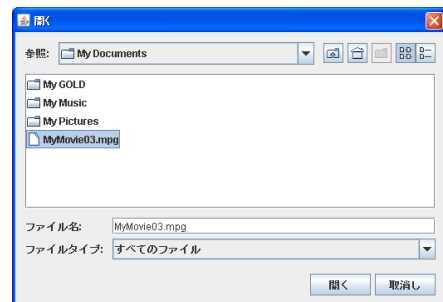 開く
参照: My Documents
My GOLD
My Music
My Pictures
MyMovie03.mpg
ファイル名: MyMovie03.mpg
ファイルタイプ: すべてのファイル
開く 取消し